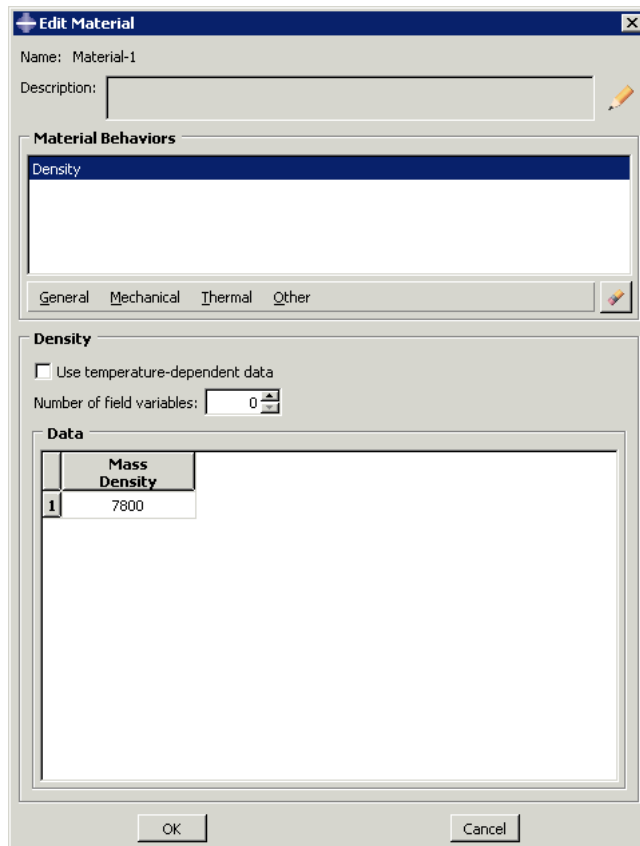 Edit Material
Name: Material-1
Description:
Material Behaviors
Density
General Mechanical Thermal Other
Density
Use temperature-dependent data
Number of field variables: 0
Data
Mass
Density
1 7800
OK Cancel